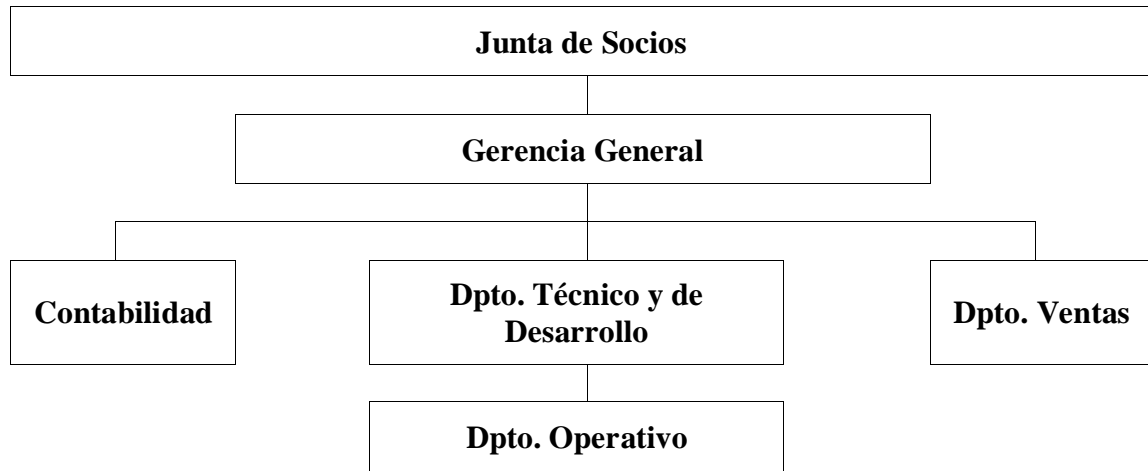 Junta de Socios
Gerencia General
Contabilidad
Dpto. Técnico y de
Desarrollo
Dpto. Ventas
Dpto. Operativo